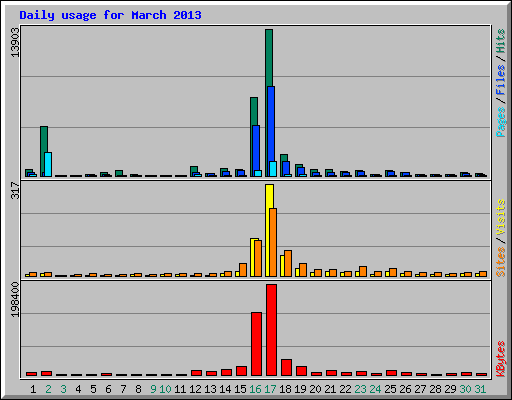 Daily usage for March 2013
13903
Pages / Files / Hits
317
Sites / Visits
198400
KBytes
1 2 3 4 5 6 7 8 9 10 11 12 13 14 15 16 17 18 19 20 21 22 23 24 25 26 27 28 29 30 31